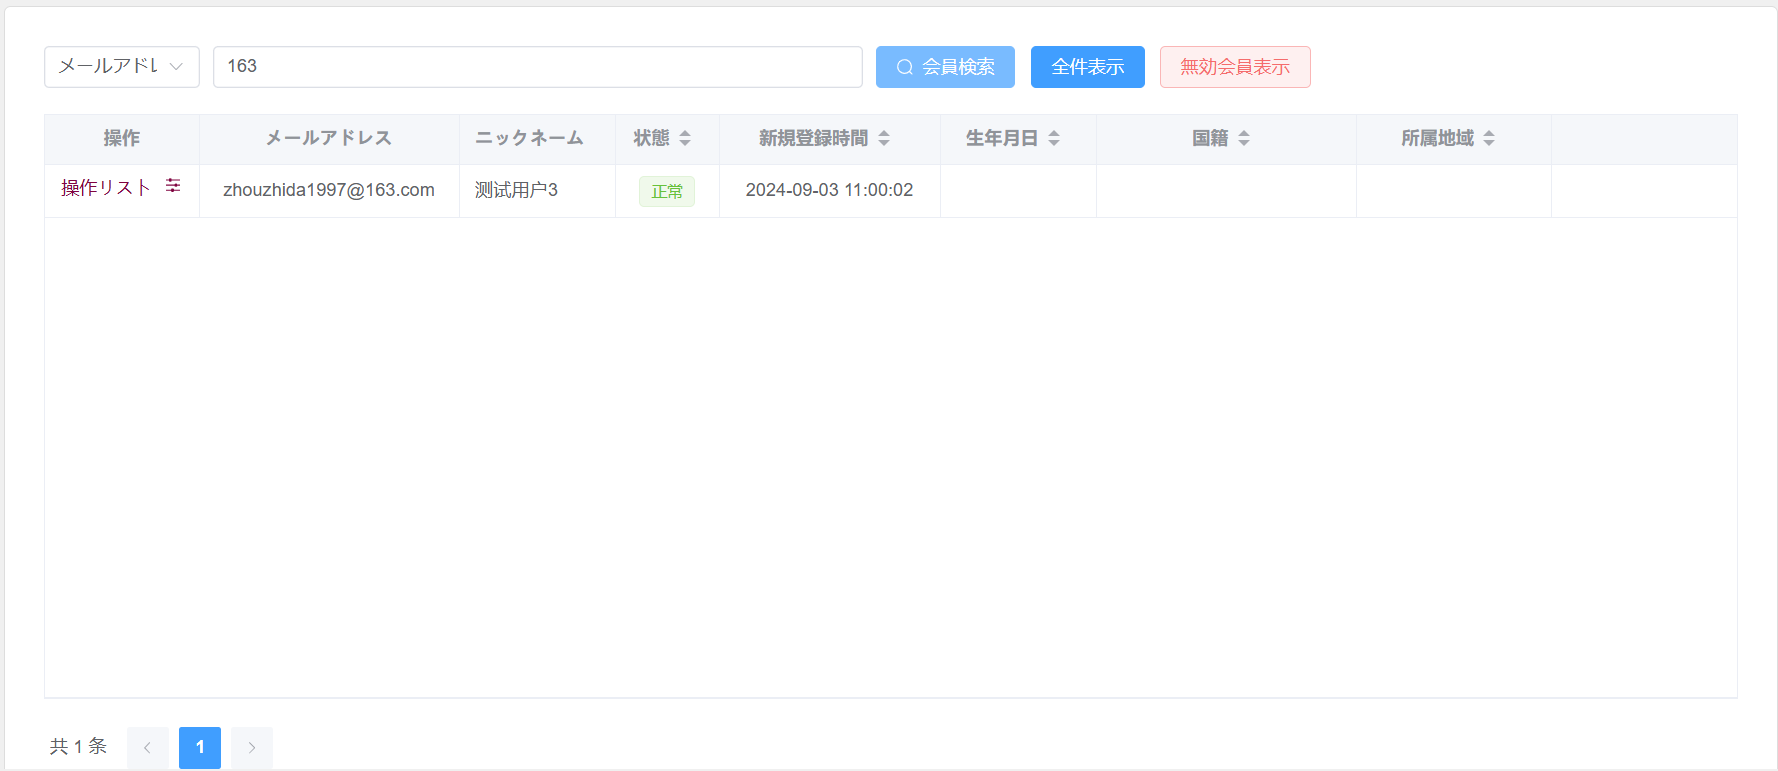 メールアドレ 163 会員検索 全件表示 無効会員表示
操作 メールアドレス ニックネーム 状態 新規登録時間 生年月日 国籍 所属地域
操作リスト zhouzhida1997@163.com 测试用户3 正常 2024-09-03 11:00:02
共 1 条 1